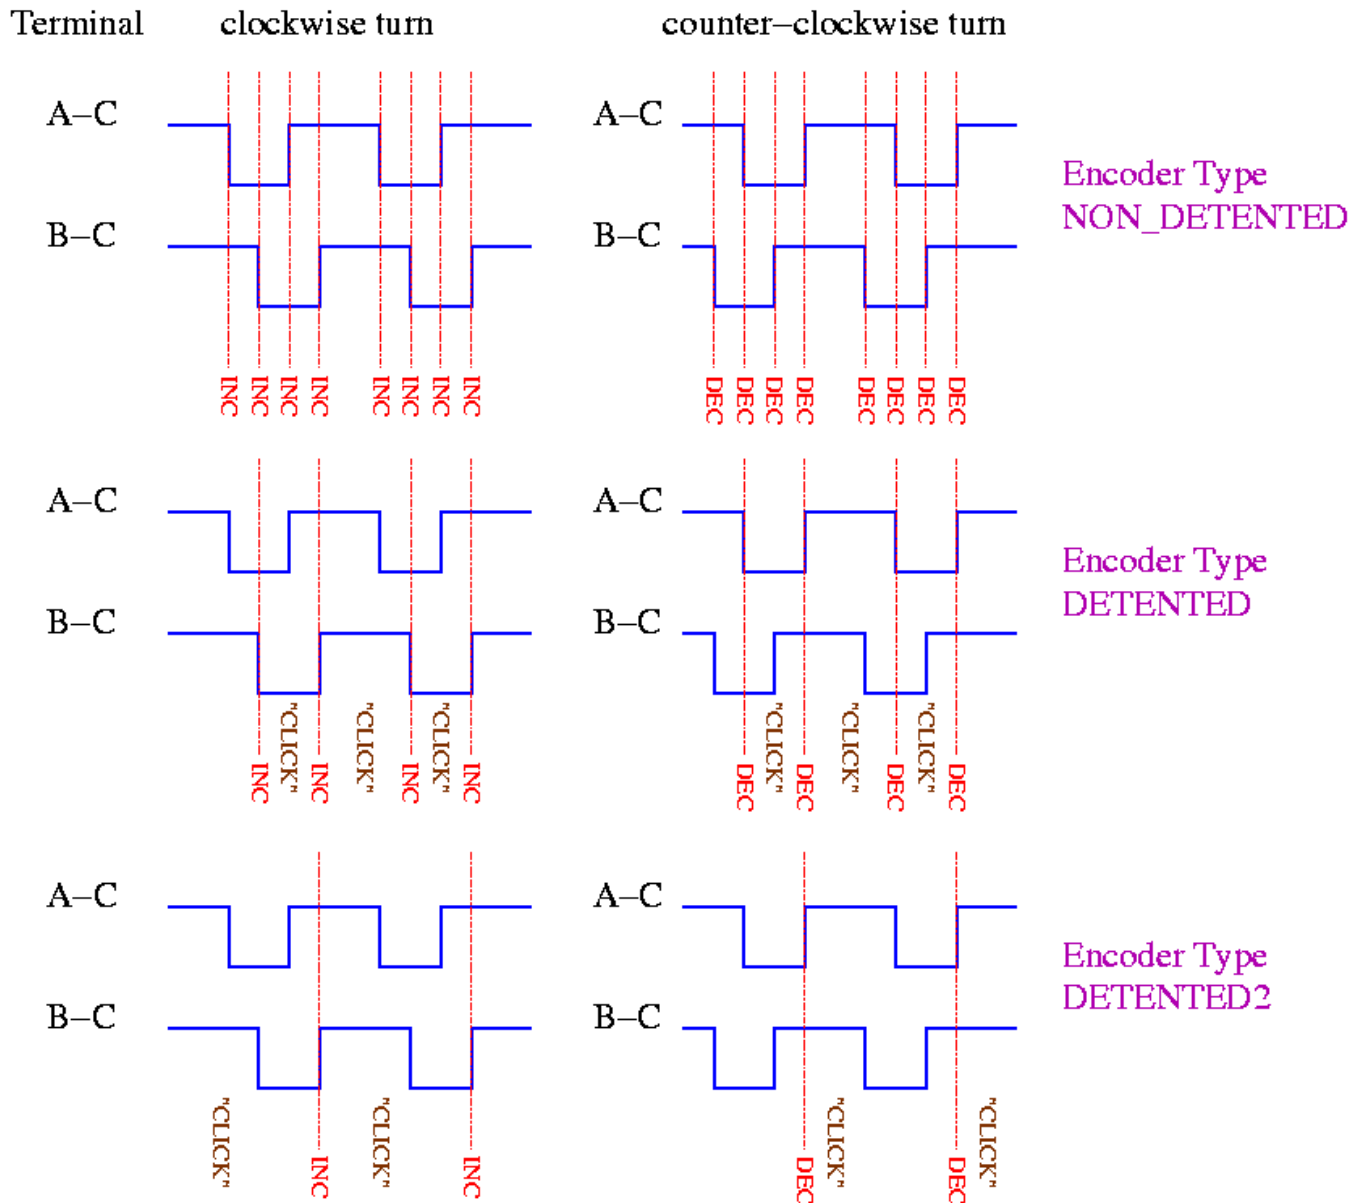 Terminal clockwise turn counter–clockwise turn
A–C A–C
Encoder Type
NON_DETENTED
B–C B–C
INC INC INC INC INC INC INC INC DEC DEC DEC DEC DEC DEC DEC DEC
A–C A–C
Encoder Type
DETENTED
B–C B–C
"CLICK" "CLICK" "CLICK" "CLICK" "CLICK" "CLICK"
INC INC INC INC DEC DEC DEC DEC
A–C A–C
Encoder Type
DETENTED2
B–C B–C
"CLICK" "CLICK" "CLICK" "CLICK"
INC INC DEC DEC